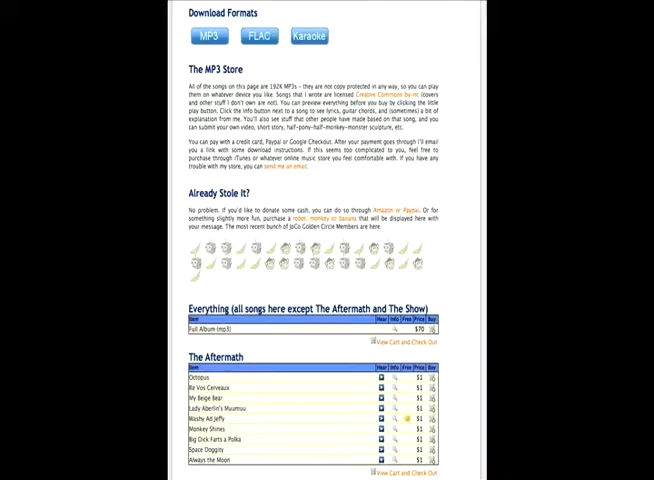 Download Formats
MP3 FLAC Karaoke
The MP3 Store
All of the songs on this page are 192K MP3s - they are not copy protected in any way, so you can play
them on whatever device you like. Songs that I wrote are licensed Creative Commons by-nc (covers
and other stuff I don't own are not). You can preview everything before you buy by clicking the little
play button. Click the info button next to a song to see lyrics, guitar chords, and (sometimes) a bit of
explanation from me. You'll also see stuff that other people have made based on that song, and you
can submit your own video, short story, half-pony-half-monkey-monster sculpture, etc.
You can pay with a credit card, Paypal or Google Checkout. After your payment goes through I'll email
you a link with some download instructions. If this seems too complicated to you, feel free to
purchase through iTunes or whatever online music store you feel comfortable with. If you have any
trouble with my store, you can send me an email.
Already Stole It?
No problem. If you'd like to donate some cash, you can do so through Amazon or Paypal. Or for
something slightly more fun, purchase a robot, monkey or banana that will be displayed here with
your message. The most recent bunch of JoCo Golden Circle Members are here:
Everything (all songs here except The Aftermath and The Show)
Item Hear Info Free Price Buy
Full Album (mp3) $70
View Cart and Check Out
The Aftermath
Item Hear Info Free Price Buy
Octopus $1
Re Vos Cerveaux $1
My Beige Bear $1
Lady Aberlin's Muumuu $1
Washy Ad Jeffy $1
Monkey Shines $1
Big Dick Farts a Polka $1
Space Doggity $1
Always the Moon $1
View Cart and Check Out